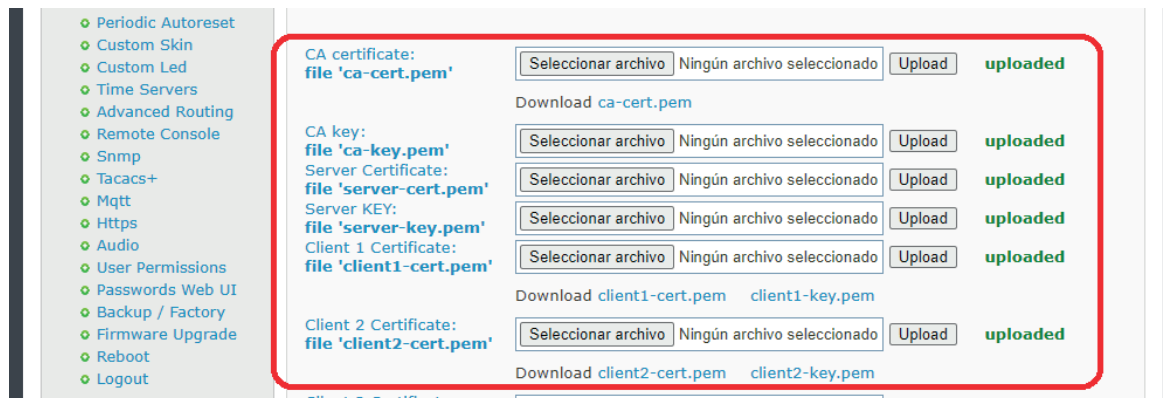 Periodic Autoreset
Custom Skin
Custom Led
Time Servers
Advanced Routing
Remote Console
Snmp
Tacacs+
Mqtt
Https
Audio
User Permissions
Passwords Web UI
Backup / Factory
Firmware Upgrade
Reboot
Logout
CA certificate:
file 'ca-cert.pem'
Seleccionar archivo Ningún archivo seleccionado Upload uploaded
Download ca-cert.pem
CA key:
file 'ca-key.pem'
Seleccionar archivo Ningún archivo seleccionado Upload uploaded
Server Certificate:
file 'server-cert.pem'
Seleccionar archivo Ningún archivo seleccionado Upload uploaded
Server KEY:
file 'server-key.pem'
Seleccionar archivo Ningún archivo seleccionado Upload uploaded
Client 1 Certificate:
file 'client1-cert.pem'
Seleccionar archivo Ningún archivo seleccionado Upload uploaded
Download client1-cert.pem client1-key.pem
Client 2 Certificate:
file 'client2-cert.pem'
Seleccionar archivo Ningún archivo seleccionado Upload uploaded
Download client2-cert.pem client2-key.pem